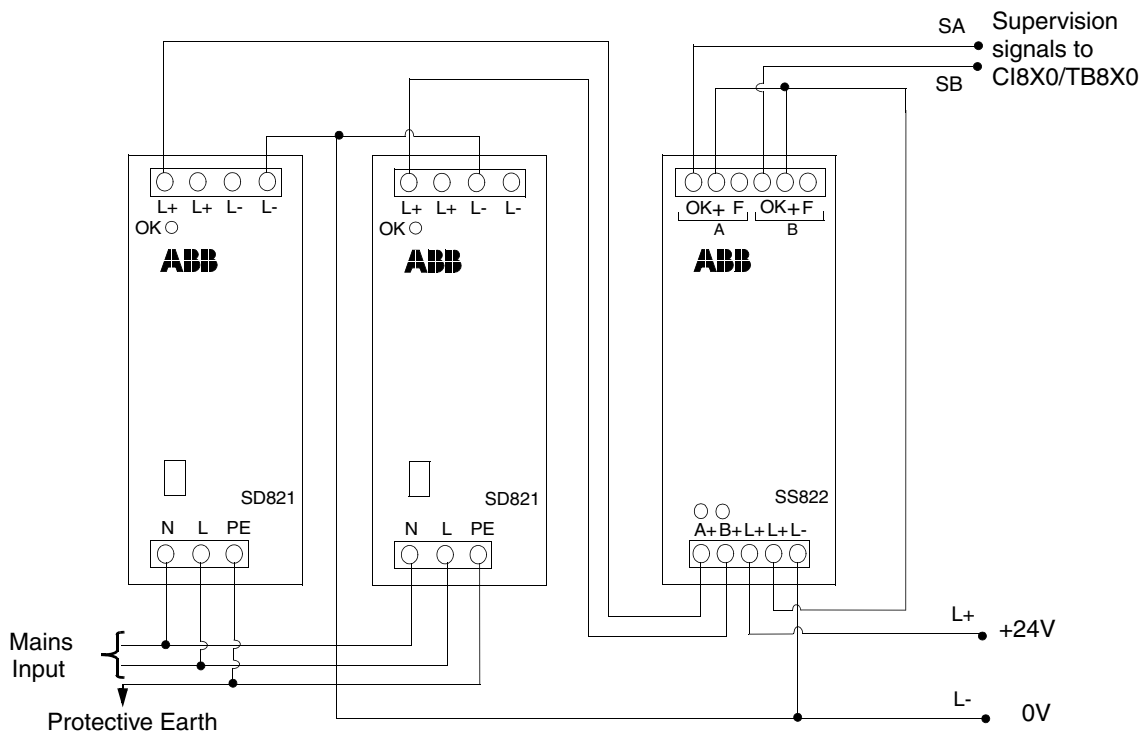 SA
Supervision
signals to
CI8X0/TB8X0
SB
L+ L+ L- L-
OK
ABB
SD821
N L PE
L+ L+ L- L-
OK
ABB
SD821
N L PE
OK+ F OK+ F
A B
ABB
SS822
A+ B+ L+ L+ L-
Mains
Input
Protective Earth
L+
+24V
L-
0V